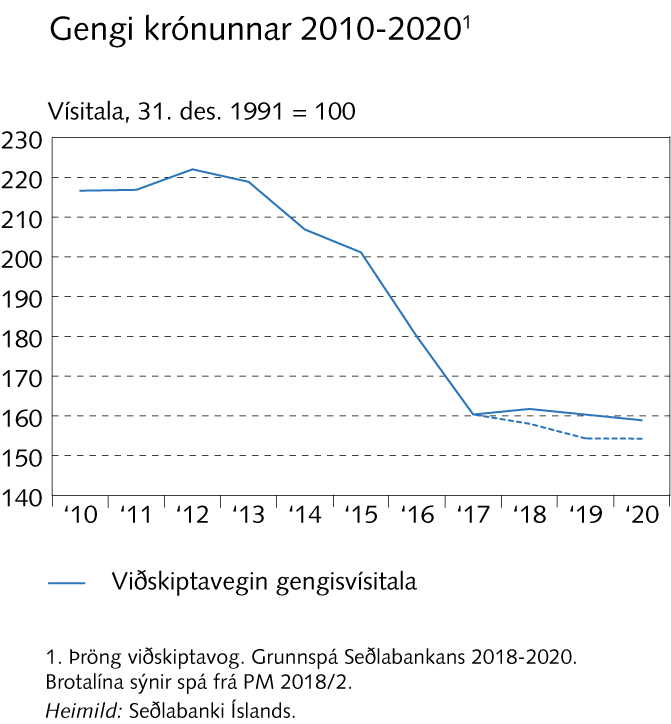 Gengi krónunnar 2010-2020¹
Vísitala, 31. des. 1991 = 100
230
220
210
200
190
180
170
160
150
140
‘10 ‘11 ‘12 ‘13 ‘14 ‘15 ‘16 ‘17 ‘18 ‘19 ‘20
Viðskiptavegin gengisvísitala
1. Þröng viðskiptavog. Grunnspá Seðlabankans 2018-2020.
Brotalína sýnir spá frá PM 2018/2.
Heimild: Seðlabanki Íslands.